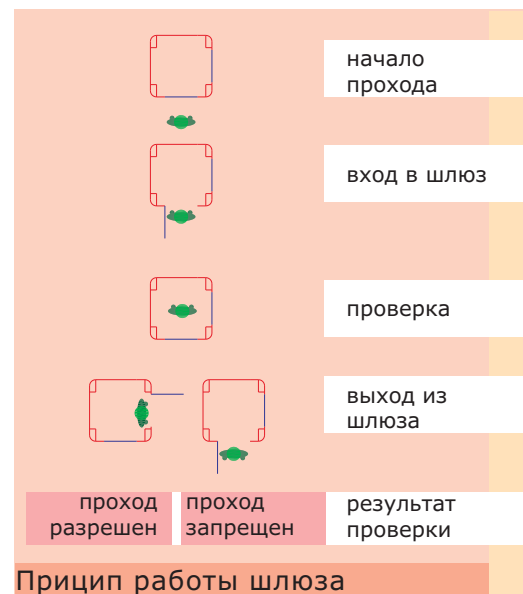 начало
прохода
вход в шлюз
проверка
выход из
шлюза
проход
разрешен
проход
запрещен
результат
проверки
Прицип работы шлюза